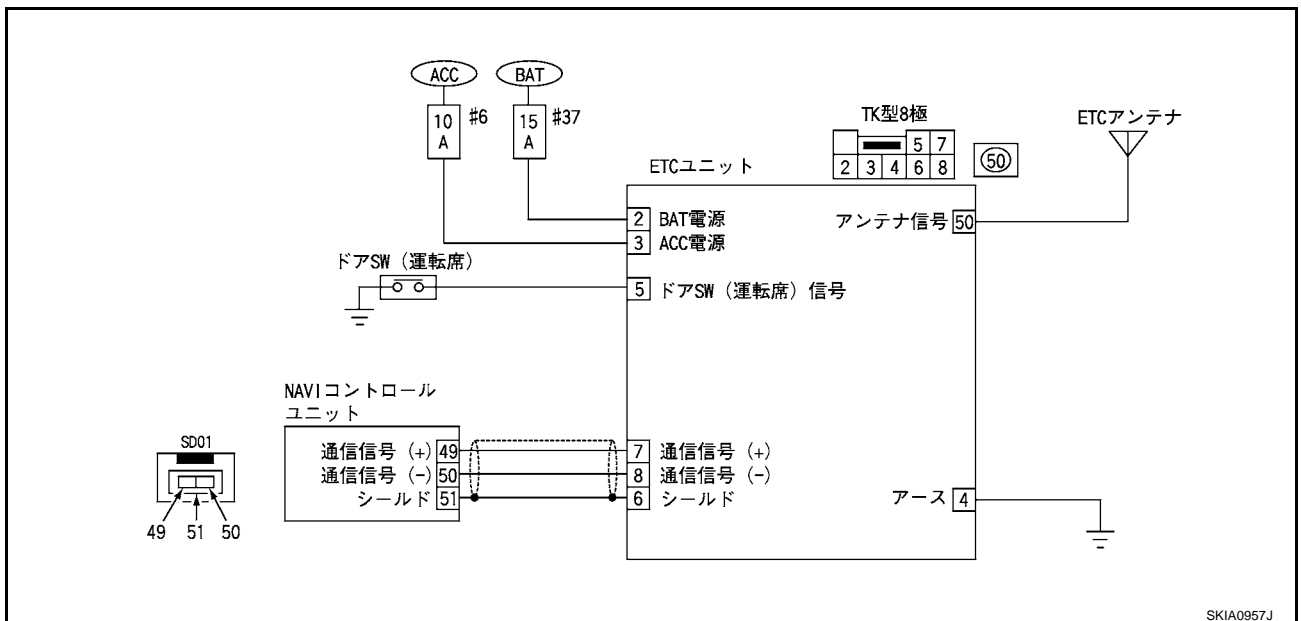 ACC
BAT
10
A
#6
15
A
#37
TK型8極
5 7
2 3 4 6 8
50
ETCアンテナ
ETCユニット
2 BAT電源
3 ACC電源
アンテナ信号 50
ドアSW (運転席)
5 ドアSW (運転席) 信号
NAVIコントロール
ユニット
SD01
49 51 50
通信信号 (+) 49
通信信号 (-) 50
シールド 51
7 通信信号 (+)
8 通信信号 (-)
6 シールド
アース 4
SKIA0957J